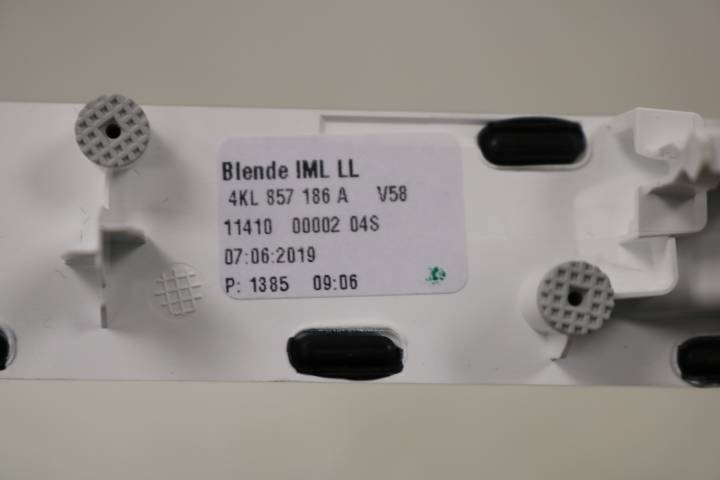 Blende IML LL
4KL 857 186 A V58
11410 00002 04S
07:06:2019
P: 1385 09:06